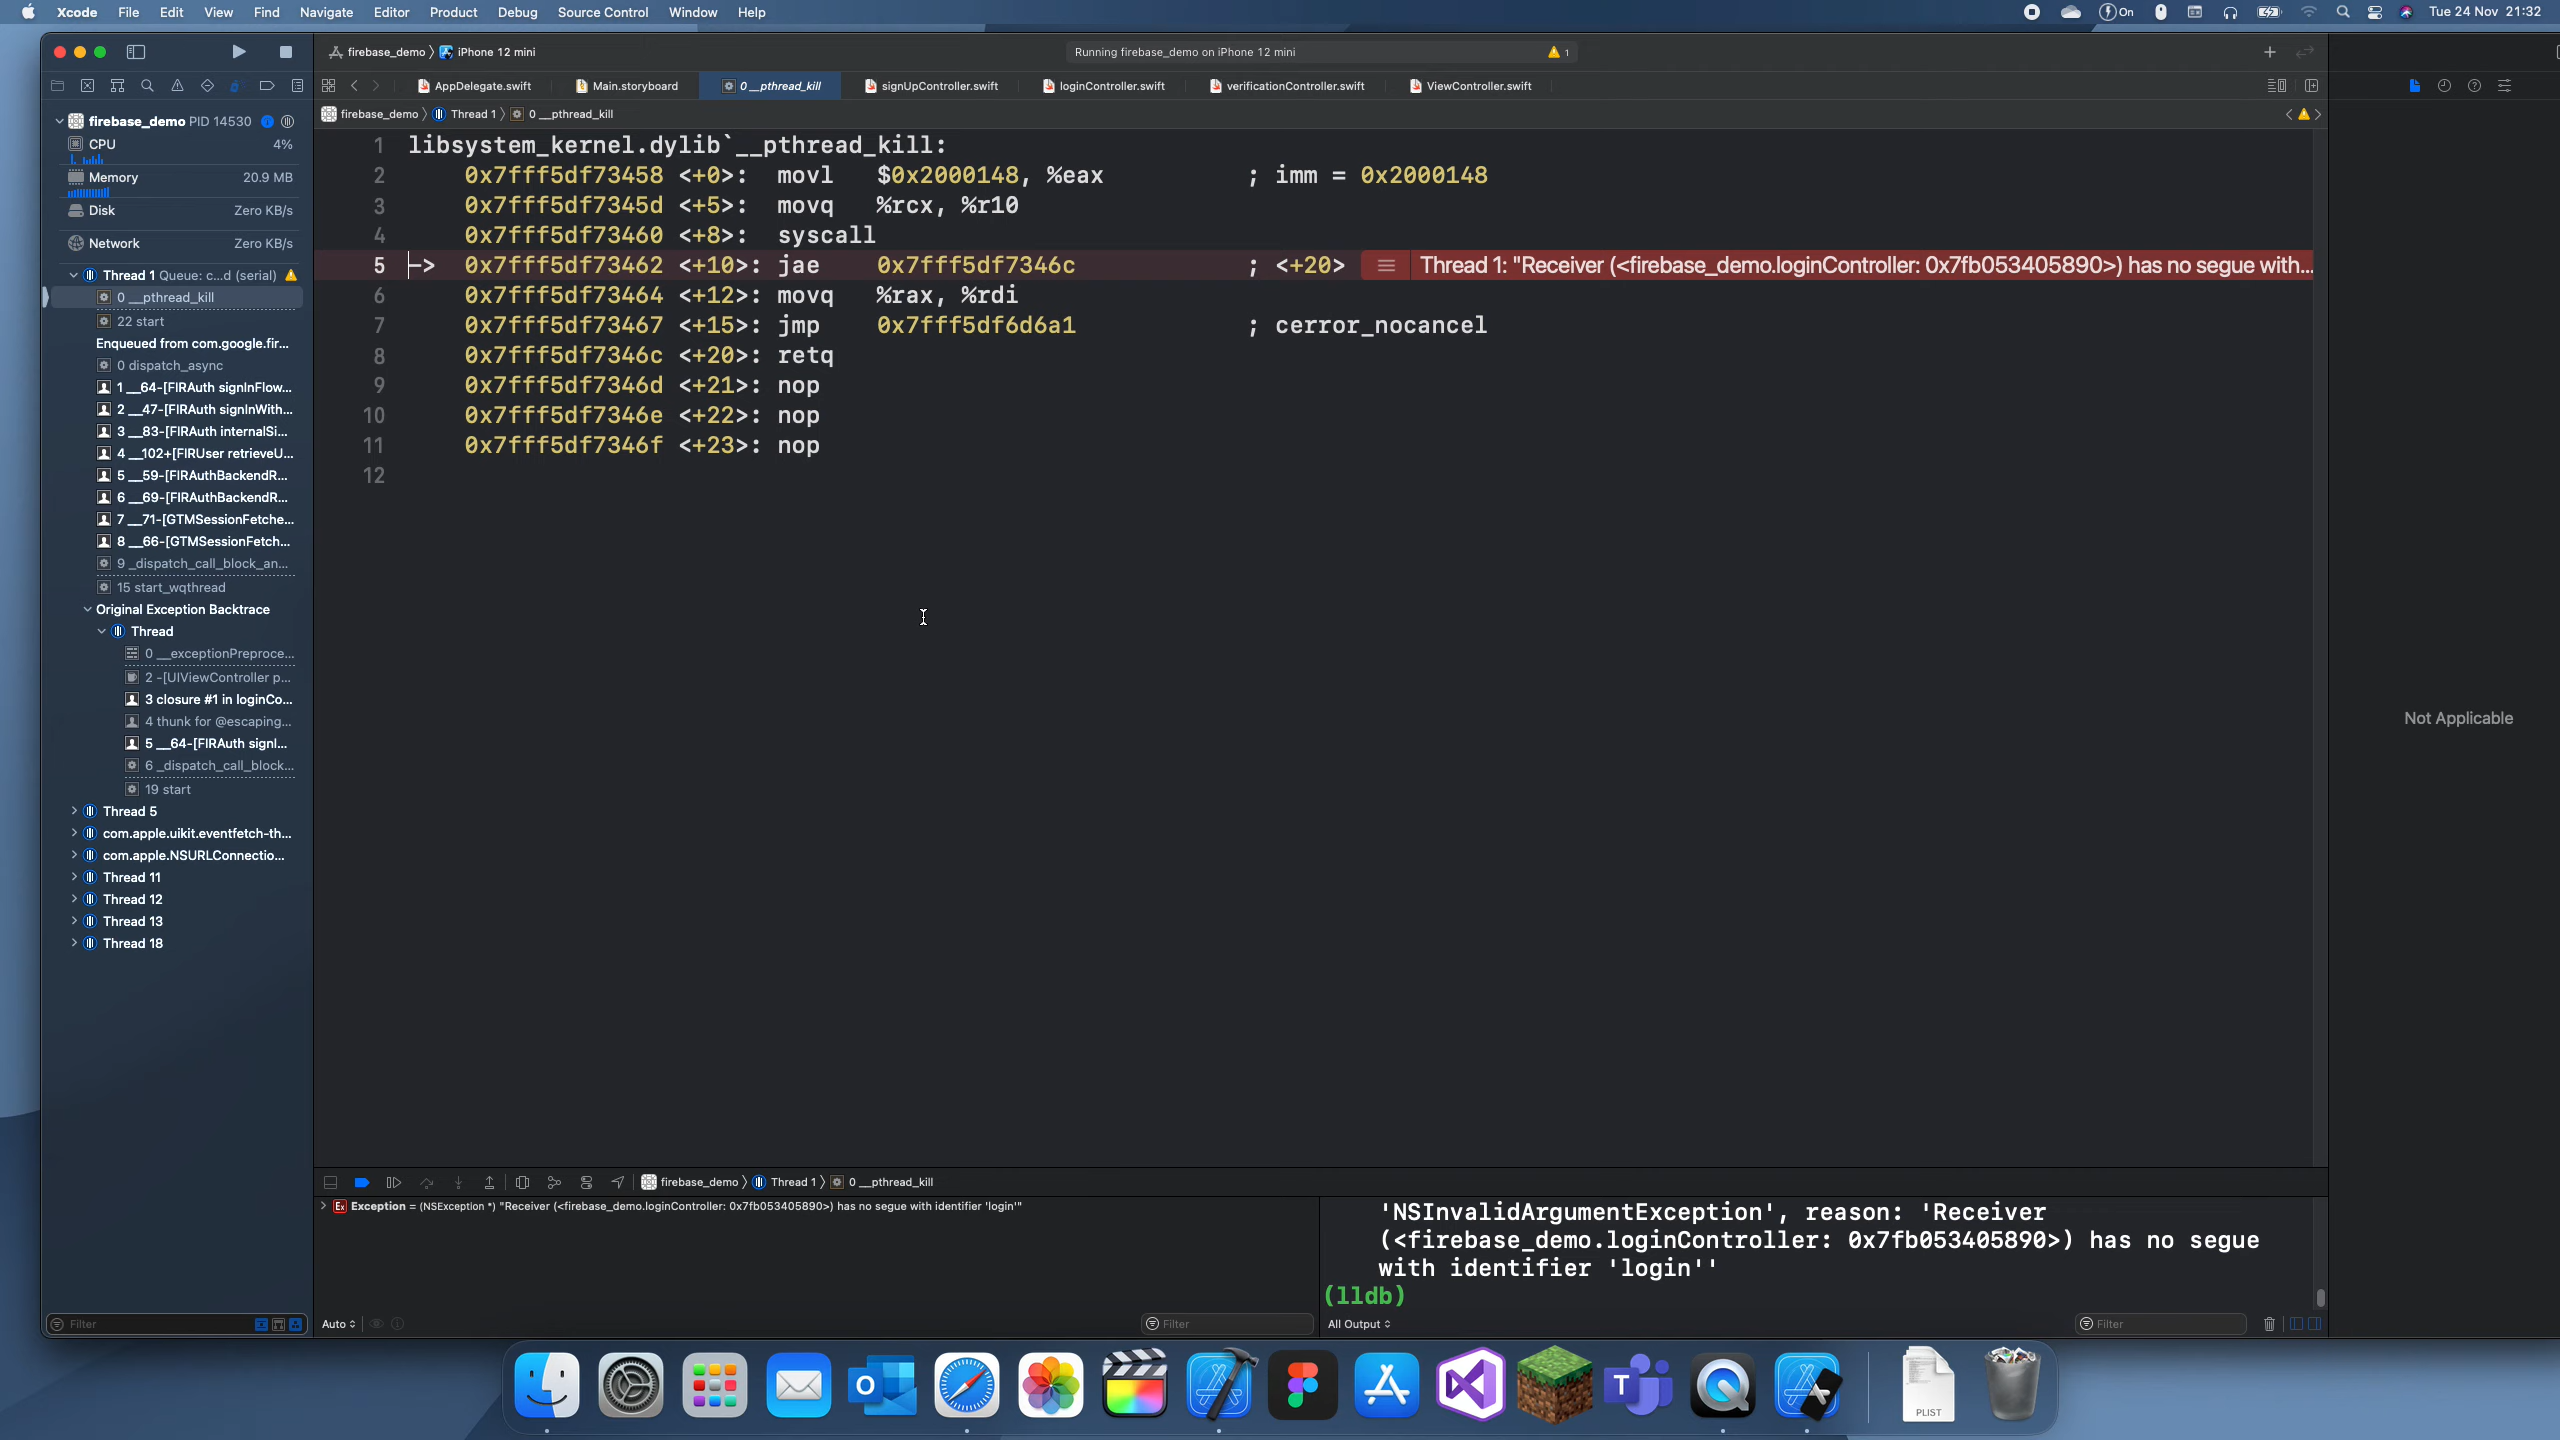 Xcode File Edit View Find Navigate Editor Product Debug Source Control Window Help
On Tue 24 Nov 21:32
firebase_demo iPhone 12 mini
Running firebase_demo on iPhone 12 mini 1
AppDelegate.swift Main.storyboard 0 __pthread_kill signUpController.swift loginController.swift verificationController.swift ViewController.swift
firebase_demo Thread 1 0 __pthread_kill
firebase_demo PID 14530
CPU 4%
Memory 20.9 MB
Disk Zero KB/s
Network Zero KB/s
Thread 1 Queue: c...d (serial)
0 __pthread_kill
22 start
Enqueued from com.google.fir...
0 dispatch_async
1 __64-[FIRAuth signInFlow...
2 __47-[FIRAuth signInWith...
3 __83-[FIRAuth internalSi...
4 __102+[FIRUser retrieveU...
5 __59-[FIRAuthBackendR...
6 __69-[FIRAuthBackendR...
7 __71-[GTMSessionFetche...
8 __66-[GTMSessionFetch...
9 _dispatch_call_block_an...
15 start_wqthread
Original Exception Backtrace
Thread
0 __exceptionPreproce...
2 -[UIViewController p...
3 closure #1 in loginCo...
4 thunk for @escaping...
5 __64-[FIRAuth signI...
6 _dispatch_call_block...
19 start
Thread 5
com.apple.uikit.eventfetch-th...
com.apple.NSURLConnectio...
Thread 11
Thread 12
Thread 13
Thread 18
Filter
1 libsystem_kernel.dylib`__pthread_kill:
2 0x7fff5df73458 <+0>: movl $0x2000148, %eax ; imm = 0x2000148
3 0x7fff5df7345d <+5>: movq %rcx, %r10
4 0x7fff5df73460 <+8>: syscall
5 -> 0x7fff5df73462 <+10>: jae 0x7fff5df7346c ; <+20> Thread 1: "Receiver (<firebase_demo.loginController: 0x7fb053405890>) has no segue with...
6 0x7fff5df73464 <+12>: movq %rax, %rdi
7 0x7fff5df73467 <+15>: jmp 0x7fff5df6d6a1 ; cerror_nocancel
8 0x7fff5df7346c <+20>: retq
9 0x7fff5df7346d <+21>: nop
10 0x7fff5df7346e <+22>: nop
11 0x7fff5df7346f <+23>: nop
12
Not Applicable
firebase_demo Thread 1 0 __pthread_kill
Ex Exception = (NSException *) "Receiver (<firebase_demo.loginController: 0x7fb053405890>) has no segue with identifier 'login'"
Auto Filter
'NSInvalidArgumentException', reason: 'Receiver
(<firebase_demo.loginController: 0x7fb053405890>) has no segue
with identifier 'login''
(lldb)
All Output Filter
PLIST